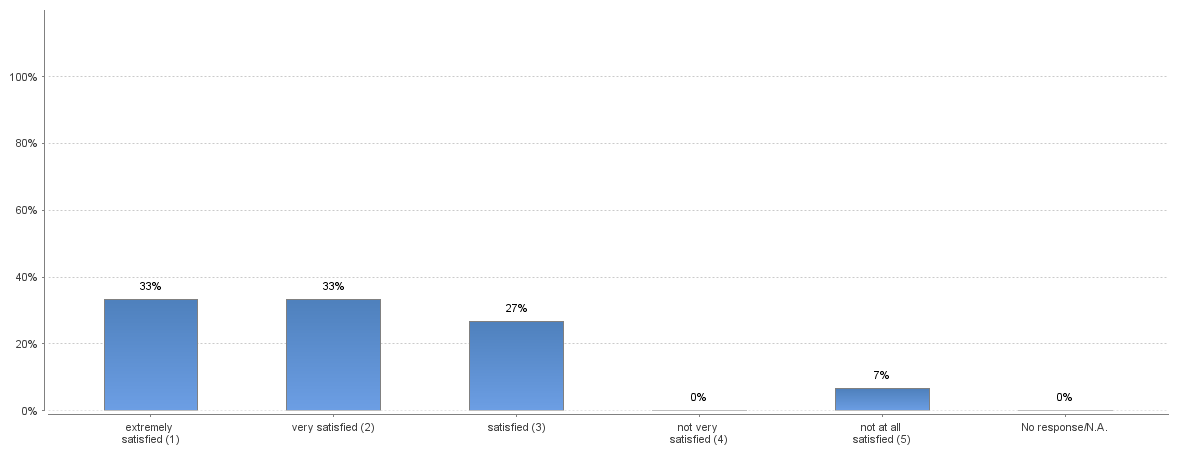 100%
80%
60%
40%
20%
0%
33%
33%
27%
0%
7%
0%
extremely
satisfied (1)
very satisfied (2)
satisfied (3)
not very
satisfied (4)
not at all
satisfied (5)
No response/N.A.